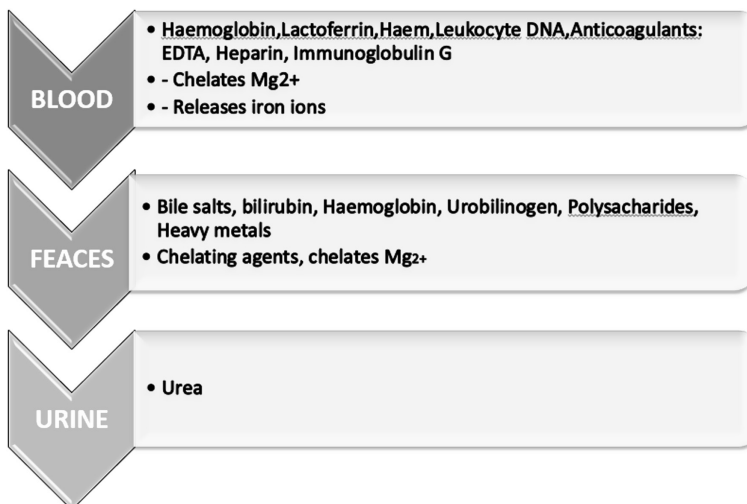 BLOOD
• Haemoglobin,Lactoferrin,Haem,Leukocyte DNA,Anticoagulants:
EDTA, Heparin, Immunoglobulin G
• - Chelates Mg2+
• - Releases iron ions
FEACES
• Bile salts, bilirubin, Haemoglobin, Urobilinogen, Polysacharides,
Heavy metals
• Chelating agents, chelates Mg2+
URINE
• Urea